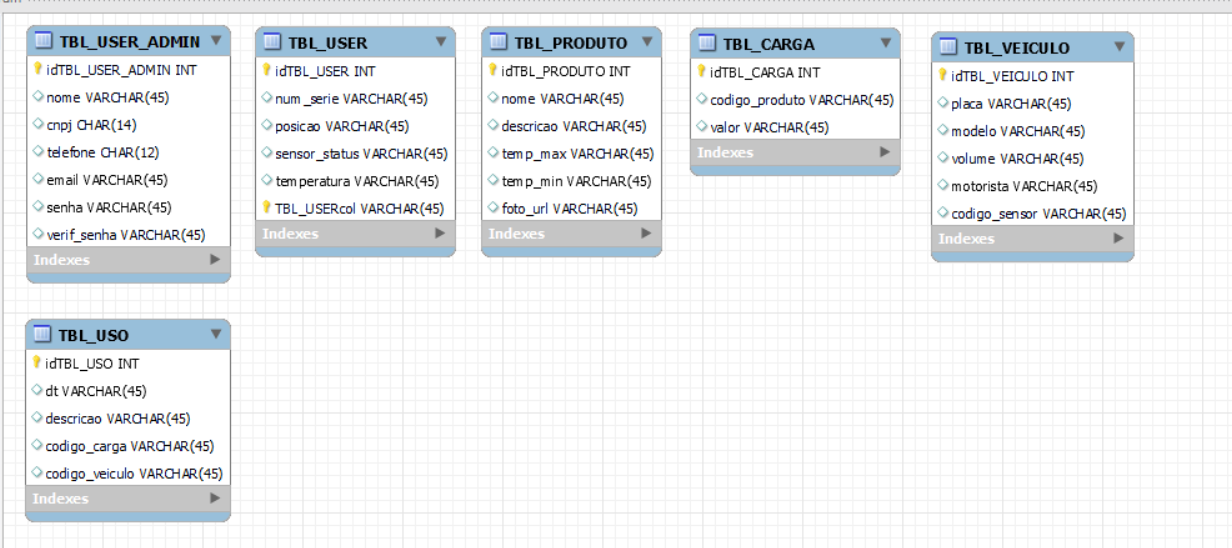 TBL_USER_ADMIN
idTBL_USER_ADMIN INT
nome VARCHAR(45)
cnpj CHAR(14)
telefone CHAR(12)
email VARCHAR(45)
senha VARCHAR(45)
verif_senha VARCHAR(45)
Indexes
TBL_USER
idTBL_USER INT
num_serie VARCHAR(45)
posicao VARCHAR(45)
sensor_status VARCHAR(45)
temperatura VARCHAR(45)
TBL_USERcol VARCHAR(45)
Indexes
TBL_PRODUTO
idTBL_PRODUTO INT
nome VARCHAR(45)
descricao VARCHAR(45)
temp_max VARCHAR(45)
temp_min VARCHAR(45)
foto_url VARCHAR(45)
Indexes
TBL_CARGA
idTBL_CARGA INT
codigo_produto VARCHAR(45)
valor VARCHAR(45)
Indexes
TBL_VEICULO
idTBL_VEICULO INT
placa VARCHAR(45)
modelo VARCHAR(45)
volume VARCHAR(45)
motorista VARCHAR(45)
codigo_sensor VARCHAR(45)
Indexes
TBL_USO
idTBL_USO INT
dt VARCHAR(45)
descricao VARCHAR(45)
codigo_carga VARCHAR(45)
codigo_veiculo VARCHAR(45)
Indexes